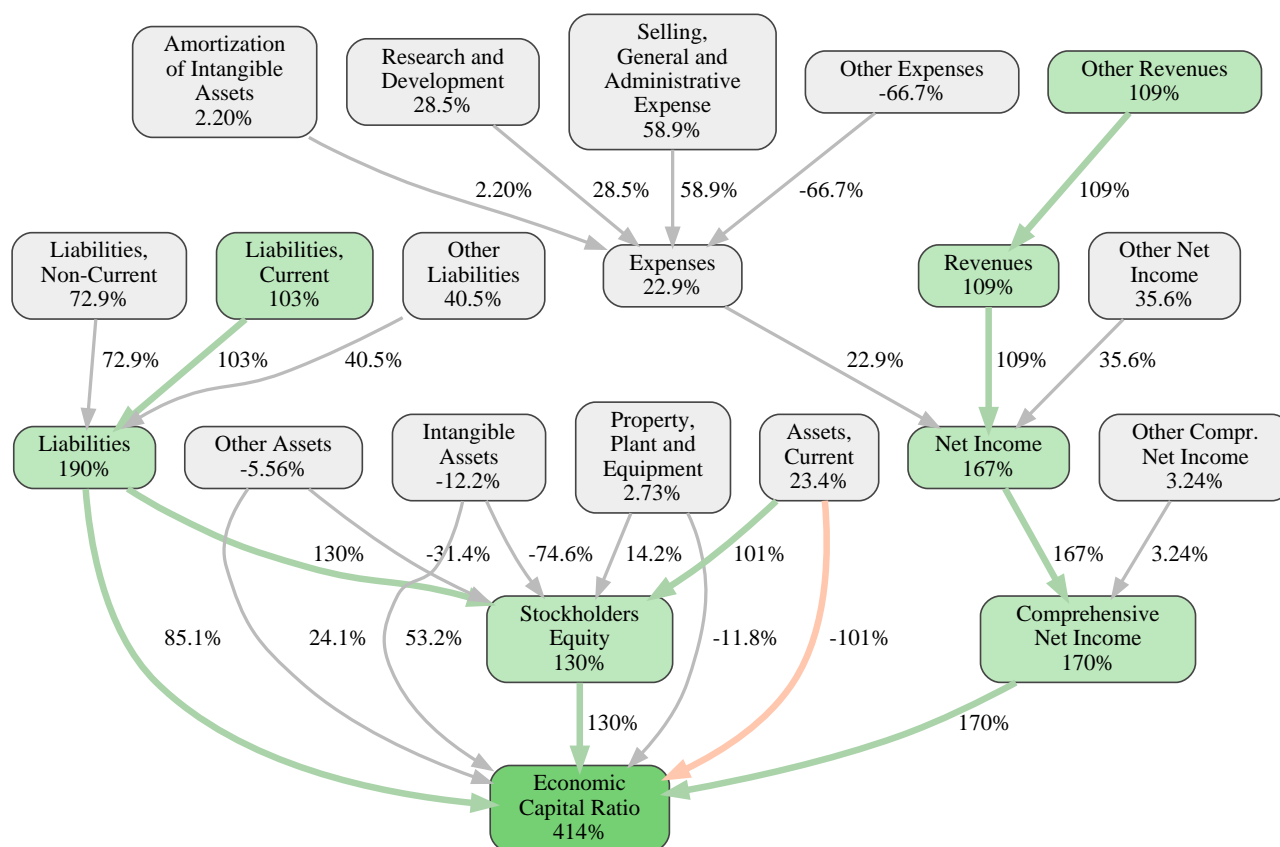 Amortization
of Intangible
Assets
2.20%
Research and
Development
28.5%
Selling,
General and
Administrative
Expense
58.9%
Other Expenses
-66.7%
Other Revenues
109%
2.20%
28.5%
58.9%
-66.7%
109%
Liabilities,
Non-Current
72.9%
Liabilities,
Current
103%
Other
Liabilities
40.5%
Expenses
22.9%
Revenues
109%
Other Net
Income
35.6%
72.9%
103%
40.5%
22.9%
109%
35.6%
Liabilities
190%
Other Assets
-5.56%
Intangible
Assets
-12.2%
Property,
Plant and
Equipment
2.73%
Assets,
Current
23.4%
Net Income
167%
Other Compr.
Net Income
3.24%
130%
-31.4%
-74.6%
14.2%
101%
167%
3.24%
Stockholders
Equity
130%
Comprehensive
Net Income
170%
85.1%
24.1%
53.2%
-11.8%
-101%
130%
170%
Economic
Capital Ratio
414%